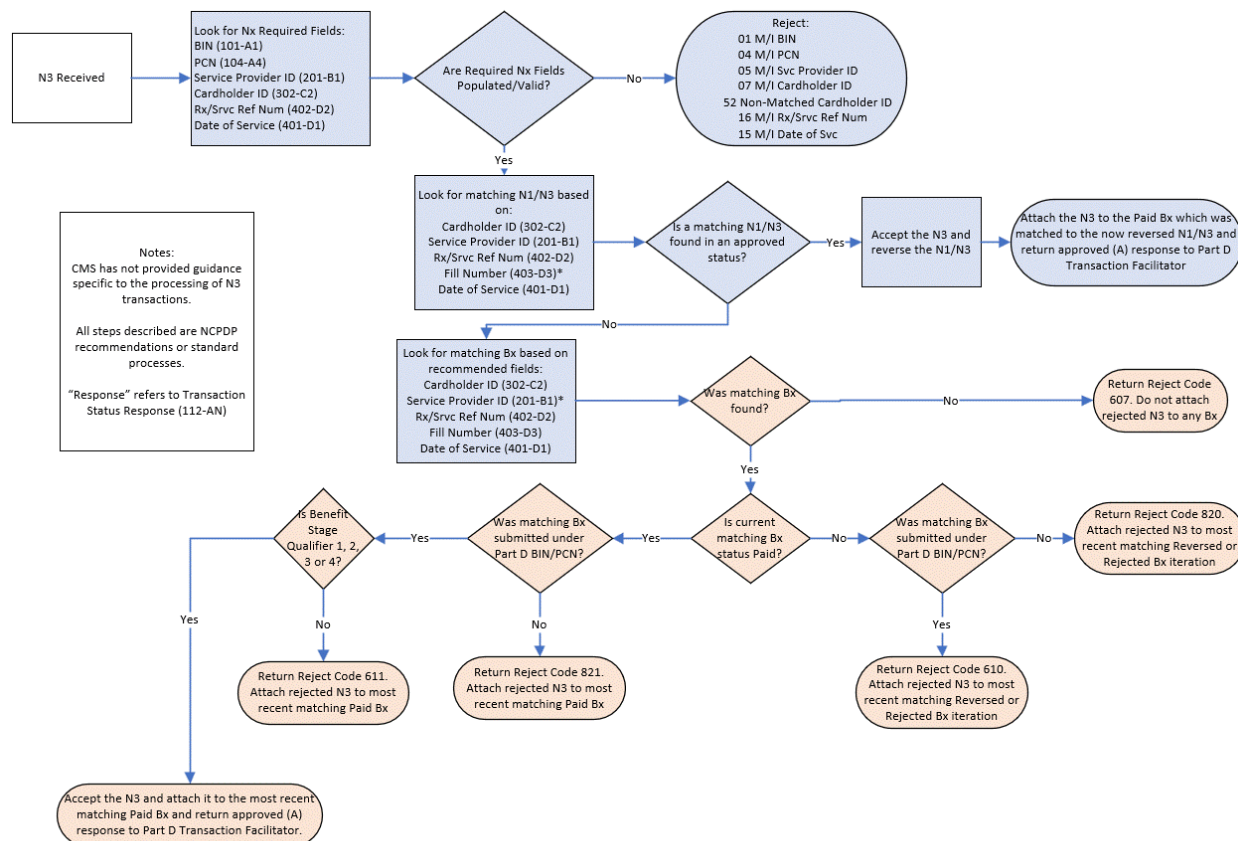 N3 Received
Look for Nx Required Fields:
BIN (101-A1)
PCN (104-A4)
Service Provider ID (201-B1)
Cardholder ID (302-C2)
Rx/Srvc Ref Num (402-D2)
Date of Service (401-D1)
Are Required Nx Fields
Populated/Valid?
No
Reject:
01 M/I BIN
04 M/I PCN
05 M/I Svc Provider ID
07 M/I Cardholder ID
52 Non-Matched Cardholder ID
16 M/I Rx/Srvc Ref Num
15 M/I Date of Svc
Yes
Notes:
CMS has not provided guidance
specific to the processing of N3
transactions.
All steps described are NCPDP
recommendations or standard
processes.
“Response” refers to Transaction
Status Response (112-AN)
Look for matching N1/N3 based
on:
Cardholder ID (302-C2)
Service Provider ID (201-B1)
Rx/Srvc Ref Num (402-D2)
Fill Number (403-D3)*
Date of Service (401-D1)
Is a matching N1/N3
found in an approved
status?
Yes
Accept the N3 and
reverse the N1/N3
Attach the N3 to the Paid Bx which was
matched to the now reversed N1/N3 and
return approved (A) response to Part D
Transaction Facilitator
No
Look for matching Bx based on
recommended fields:
Cardholder ID (302-C2)
Service Provider ID (201-B1)*
Rx/Srvc Ref Num (402-D2)
Fill Number (403-D3)
Date of Service (401-D1)
Was matching Bx
found?
No
Return Reject Code
607. Do not attach
rejected N3 to any Bx
Yes
Is Benefit
Stage
Qualifier 1, 2,
3 or 4?
Yes
Was matching Bx
submitted under
Part D BIN/PCN?
Yes
Is current
matching Bx
status Paid?
No
Was matching Bx
submitted under
Part D BIN/PCN?
No
Return Reject Code 820.
Attach rejected N3 to most
recent matching Reversed or
Rejected Bx iteration
Yes
No
No
Yes
Return Reject Code 611.
Attach rejected N3 to most
recent matching Paid Bx
Return Reject Code 821.
Attach rejected N3 to most
recent matching Paid Bx
Return Reject Code 610.
Attach rejected N3 to most
recent matching Reversed or
Rejected Bx iteration
Accept the N3 and attach it to the most recent
matching Paid Bx and return approved (A)
response to Part D Transaction Facilitator.